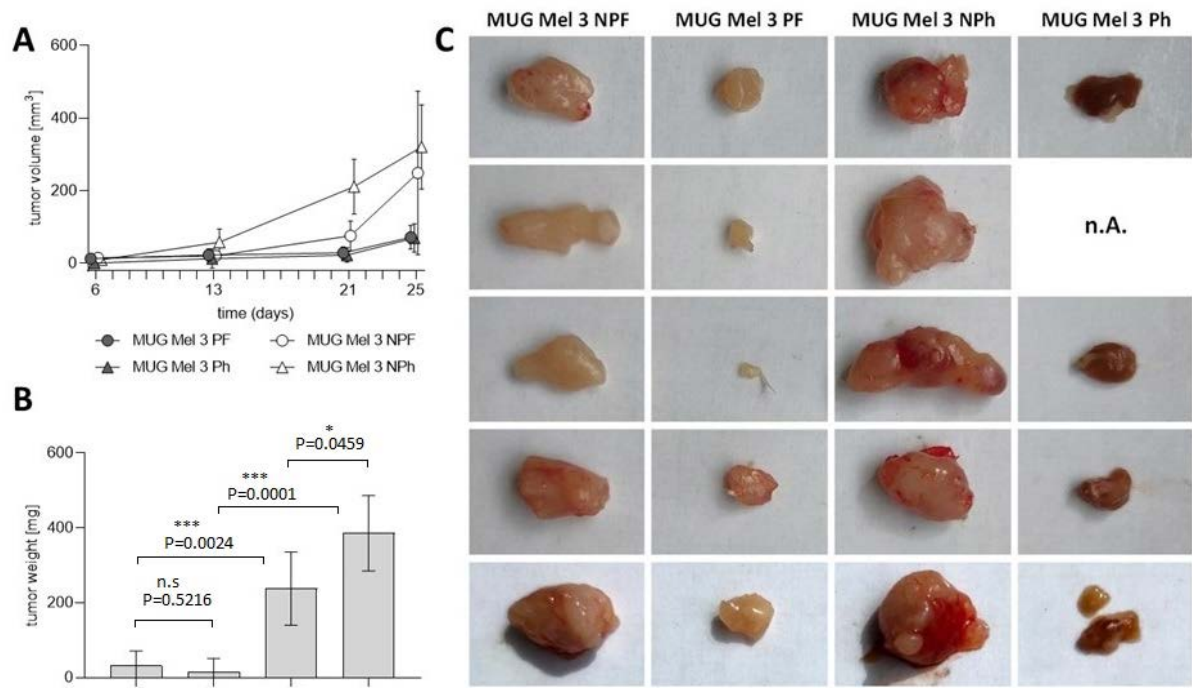 A
600
400
200
0
tumor volume [mm³]
6 13 21 25
time (days)
MUG Mel 3 PF MUG Mel 3 NPF
MUG Mel 3 Ph MUG Mel 3 NPh
B
600
400
200
0
tumor weight [mg]
*
P=0.0459
***
P=0.0001
***
P=0.0024
n.s
P=0.5216
C
MUG Mel 3 NPF MUG Mel 3 PF MUG Mel 3 NPh MUG Mel 3 Ph
n.A.